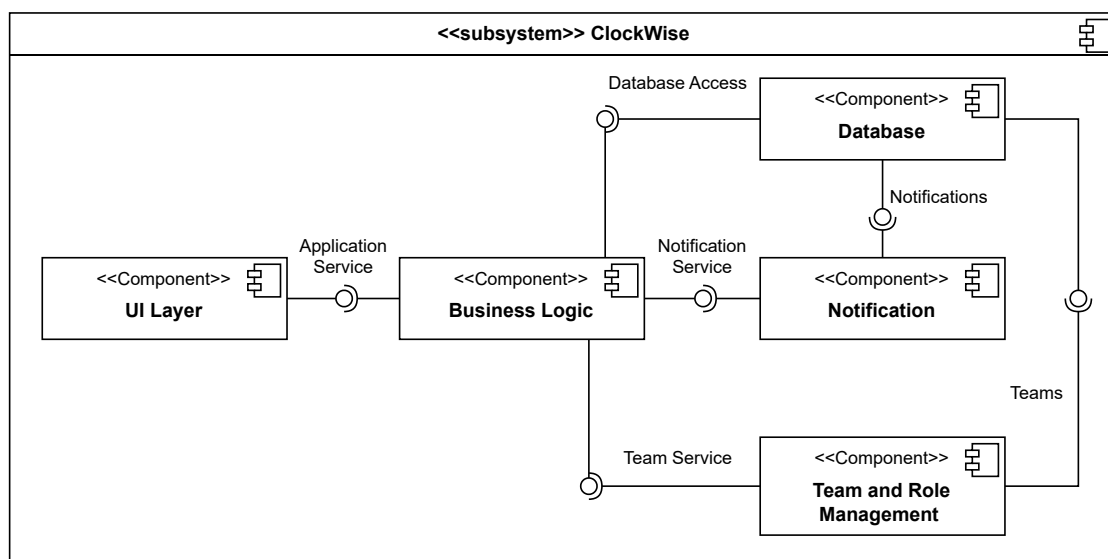 <<subsystem>> ClockWise
Database Access
<<Component>>
Database
Notifications
Application
Service
Notification
Service
<<Component>>
UI Layer
<<Component>>
Business Logic
<<Component>>
Notification
Teams
Team Service
<<Component>>
Team and Role
Management